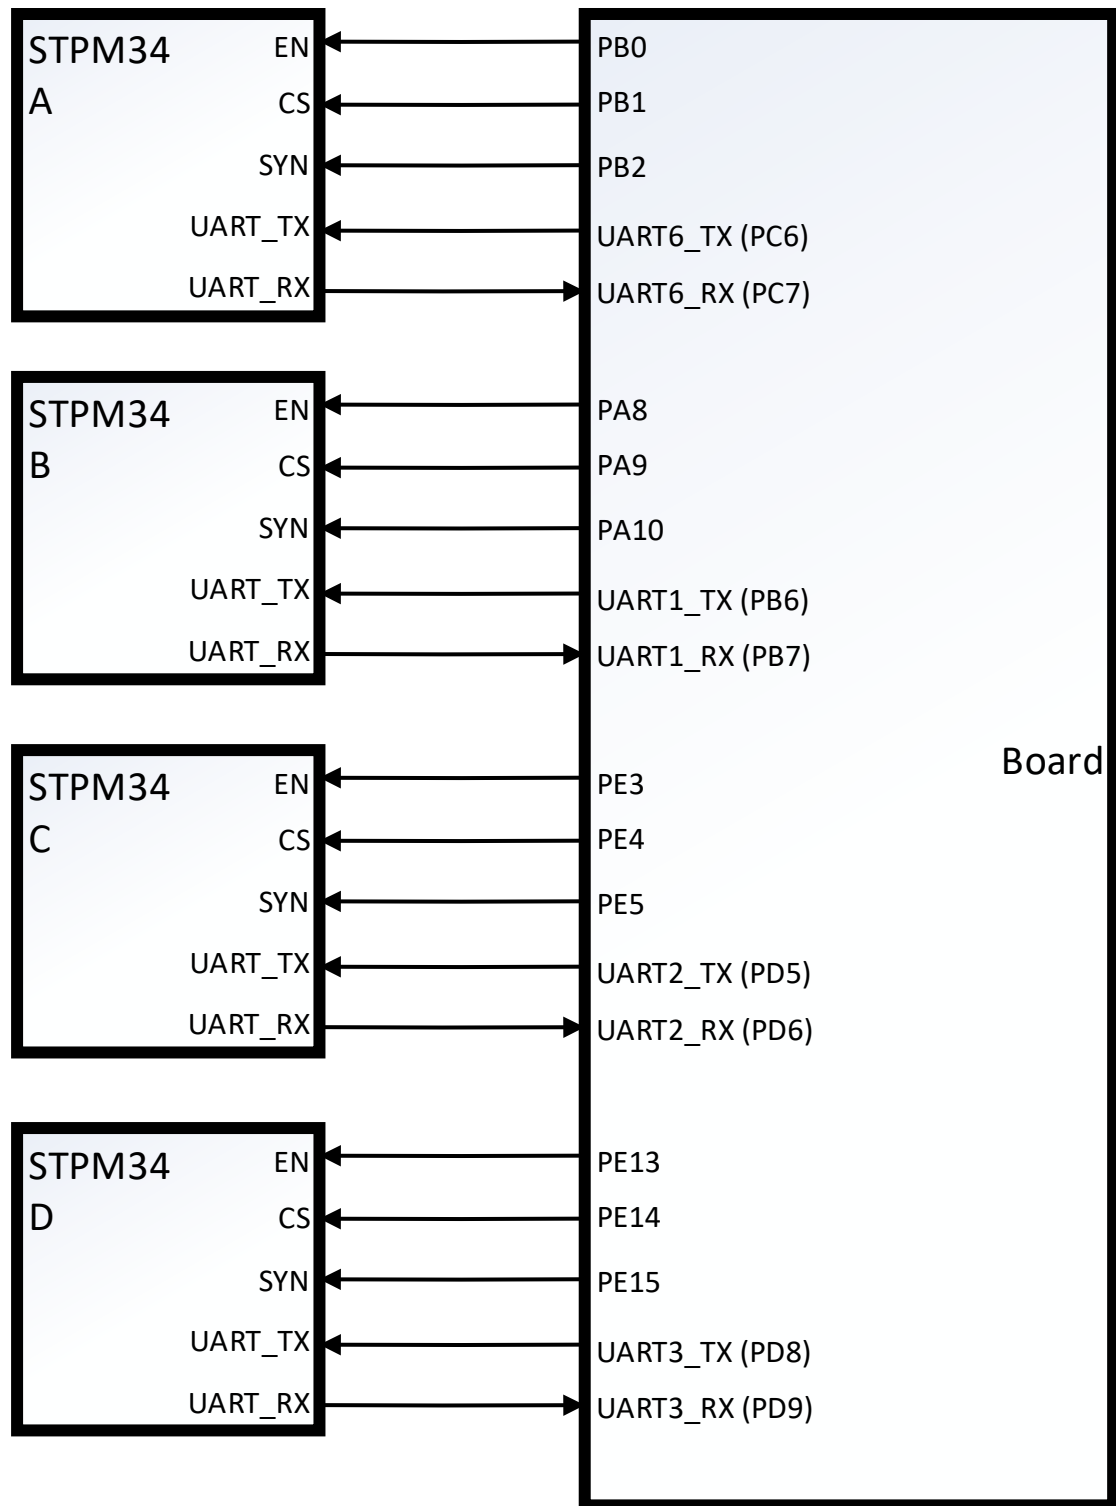 STPM34
A
EN
CS
SYN
UART_TX
UART_RX
PB0
PB1
PB2
UART6_TX (PC6)
UART6_RX (PC7)
STPM34
B
EN
CS
SYN
UART_TX
UART_RX
PA8
PA9
PA10
UART1_TX (PB6)
UART1_RX (PB7)
Board
STPM34
C
EN
CS
SYN
UART_TX
UART_RX
PE3
PE4
PE5
UART2_TX (PD5)
UART2_RX (PD6)
STPM34
D
EN
CS
SYN
UART_TX
UART_RX
PE13
PE14
PE15
UART3_TX (PD8)
UART3_RX (PD9)